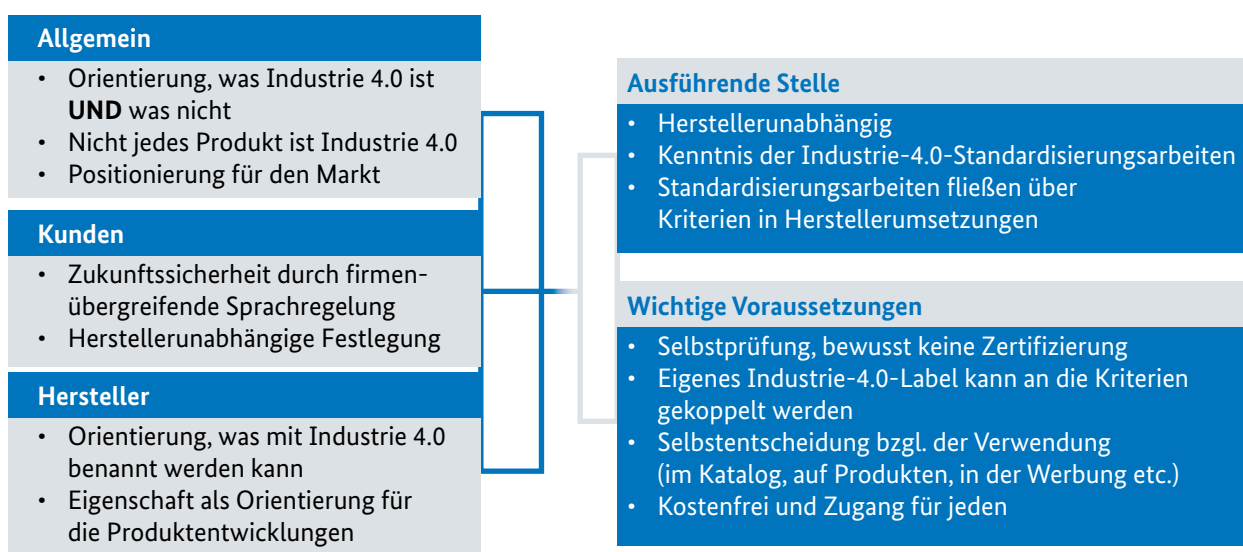 Allgemein
• Orientierung, was Industrie 4.0 ist
UND was nicht
• Nicht jedes Produkt ist Industrie 4.0
• Positionierung für den Markt
Kunden
• Zukunftssicherheit durch firmen-
übergreifende Sprachregelung
• Herstellerunabhängige Festlegung
Hersteller
• Orientierung, was mit Industrie 4.0
benannt werden kann
• Eigenschaft als Orientierung für
die Produktentwicklungen
Ausführende Stelle
• Herstellerunabhängig
• Kenntnis der Industrie-4.0-Standardisierungsarbeiten
• Standardisierungsarbeiten fließen über
Kriterien in Herstellerumsetzungen
Wichtige Voraussetzungen
• Selbstprüfung, bewusst keine Zertifizierung
• Eigenes Industrie-4.0-Label kann an die Kriterien
gekoppelt werden
• Selbstentscheidung bzgl. der Verwendung
(im Katalog, auf Produkten, in der Werbung etc.)
• Kostenfrei und Zugang für jeden